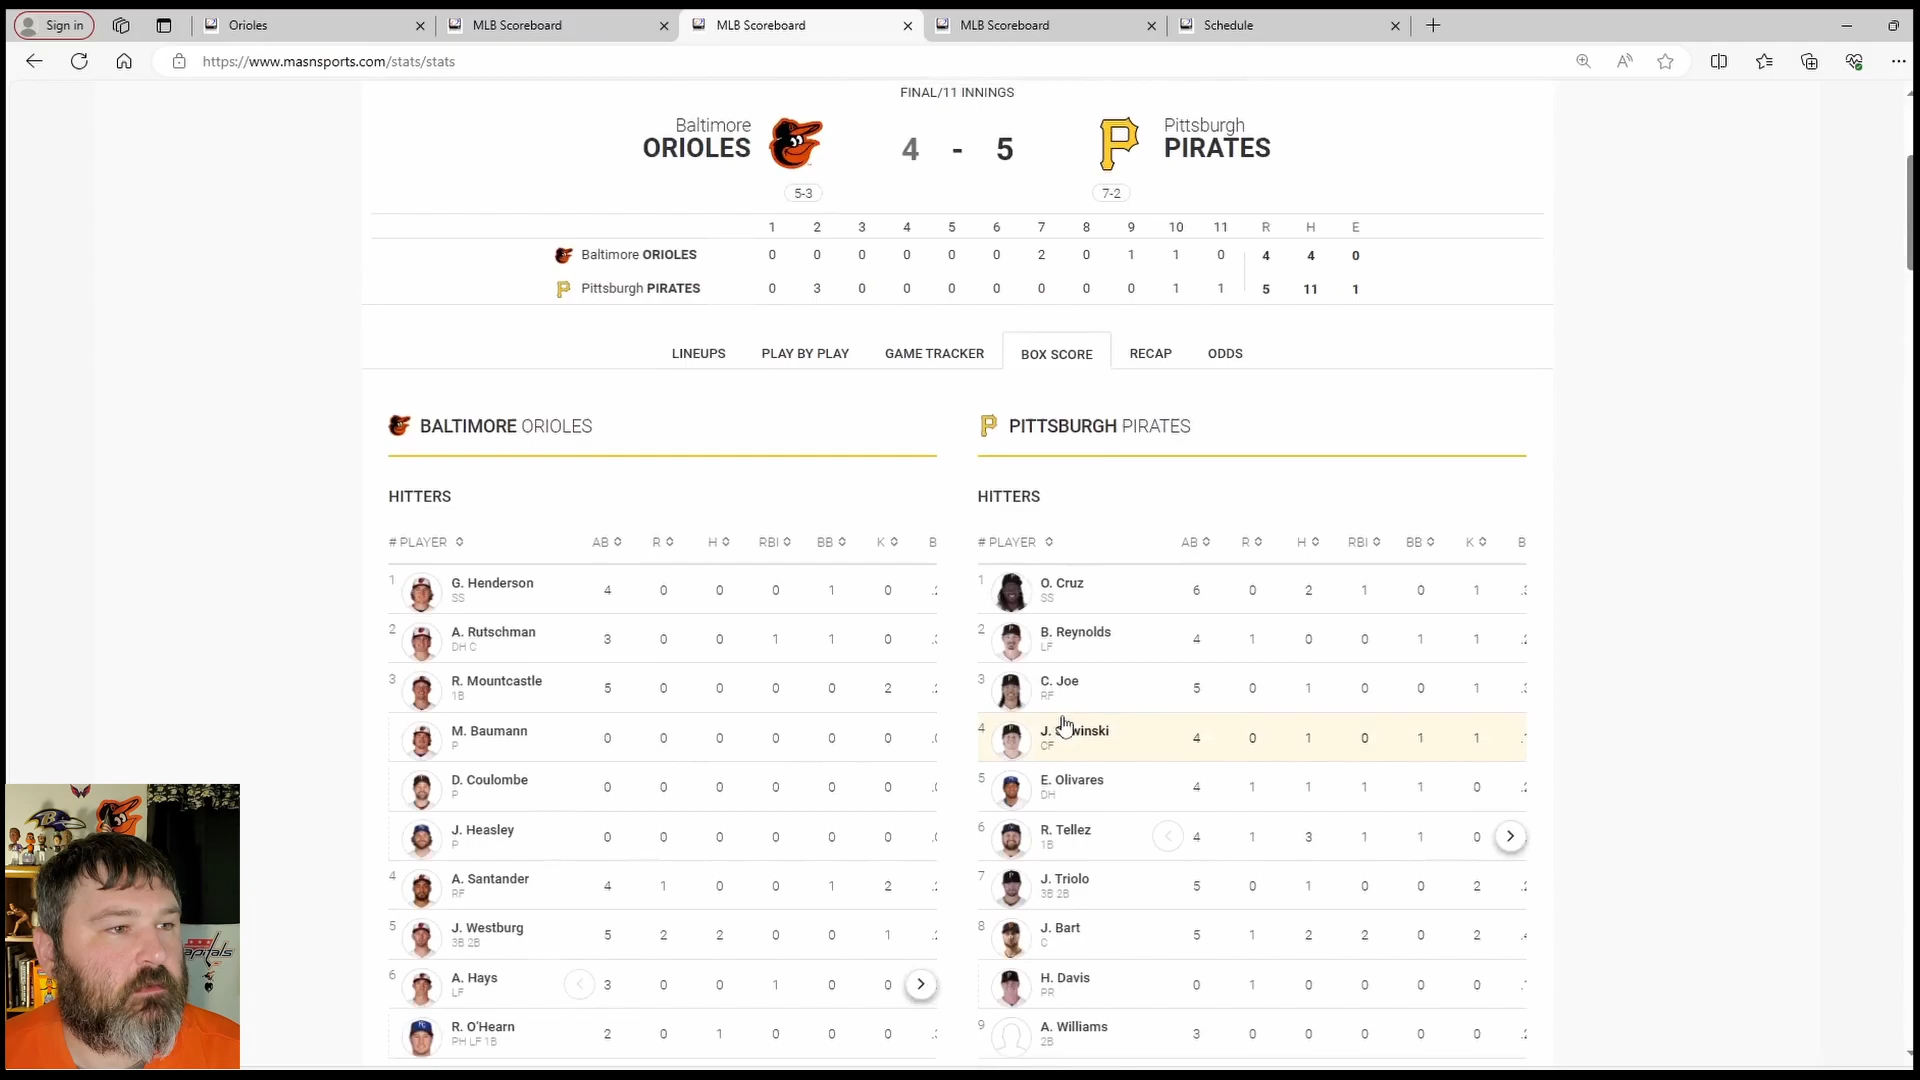 Sign in
Orioles
MLB Scoreboard
MLB Scoreboard
MLB Scoreboard
Schedule
https://www.masnsports.com/stats/stats
FINAL/11 INNINGS
Baltimore
ORIOLES
4 - 5
Pittsburgh
PIRATES
5-3
7-2
1 2 3 4 5 6 7 8 9 10 11 R H E
Baltimore ORIOLES 0 0 0 0 0 0 2 0 1 1 0 4 4 0
Pittsburgh PIRATES 0 3 0 0 0 0 0 0 0 1 1 5 11 1
LINEUPS PLAY BY PLAY GAME TRACKER BOX SCORE RECAP ODDS
BALTIMORE ORIOLES
HITTERS
# PLAYER AB R H RBI BB K B
1 G. Henderson 4 0 0 0 1 0
SS
2 A. Rutschman 3 0 0 1 1 0
DH C
3 R. Mountcastle 5 0 0 0 0 2
1B
M. Baumann 0 0 0 0 0 0
P
D. Coulombe 0 0 0 0 0 0
P
J. Heasley 0 0 0 0 0 0
P
4 A. Santander 4 1 0 0 1 2
RF
5 J. Westburg 5 2 2 0 0 1
3B 2B
6 A. Hays 3 0 0 1 0 0
LF
R. O'Hearn 2 0 1 0 0 0
PH LF 1B
PITTSBURGH PIRATES
HITTERS
# PLAYER AB R H RBI BB K B
1 O. Cruz 6 0 2 1 0 1
SS
2 B. Reynolds 4 1 0 0 1 1
LF
3 C. Joe 5 0 1 0 0 1
RF
4 J. 4 0 1 0 1 1
CF
5 E. Olivares 4 1 1 1 1 0
DH
6 R. Tellez 4 1 3 1 1 0
1B
7 J. Triolo 5 0 1 0 0 2
3B 2B
8 J. Bart 5 1 2 2 0 2
C
H. Davis 0 1 0 0 0 0
PR
9 A. Williams 3 0 0 0 0 0
2B
capitals